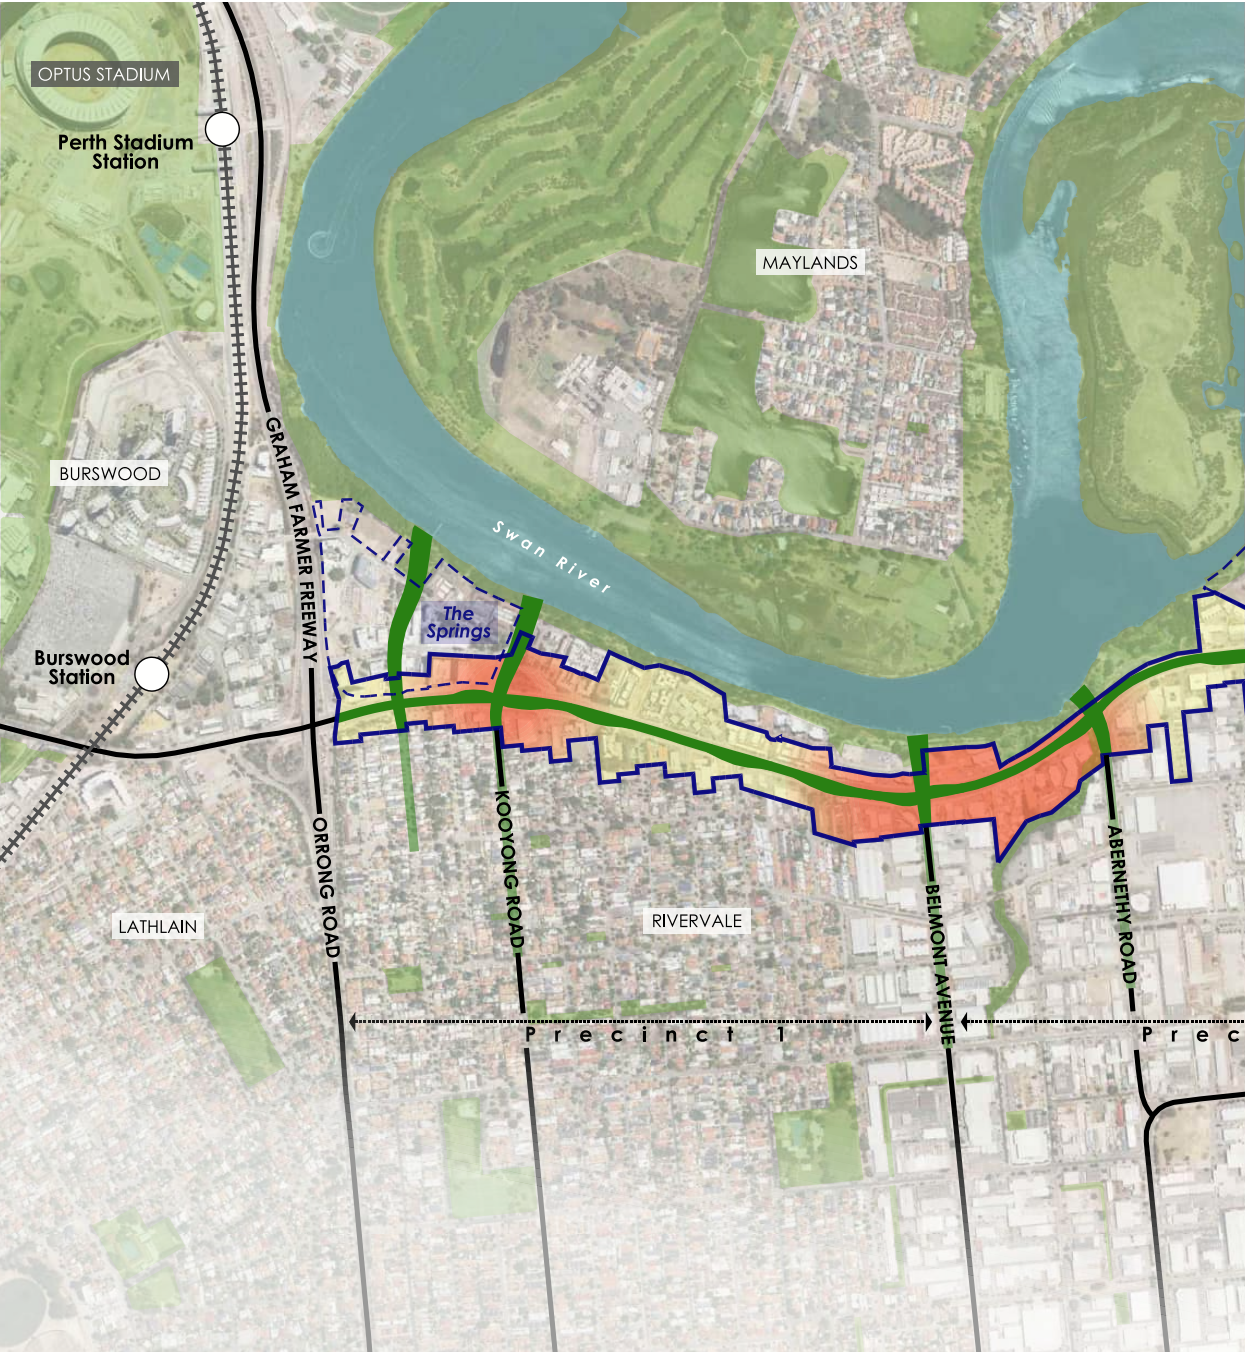 OPTUS STADIUM
Perth Stadium
Station
MAYLANDS
BURSWOOD
GRAHAM FARMER FREEWAY
Swan River
The
Springs
Burswood
Station
ORRONG ROAD
KOOYONG ROAD
BELMONT AVENUE
ABERNETHY ROAD
LATHLAIN
RIVERVALE
Precinct 1
Prec